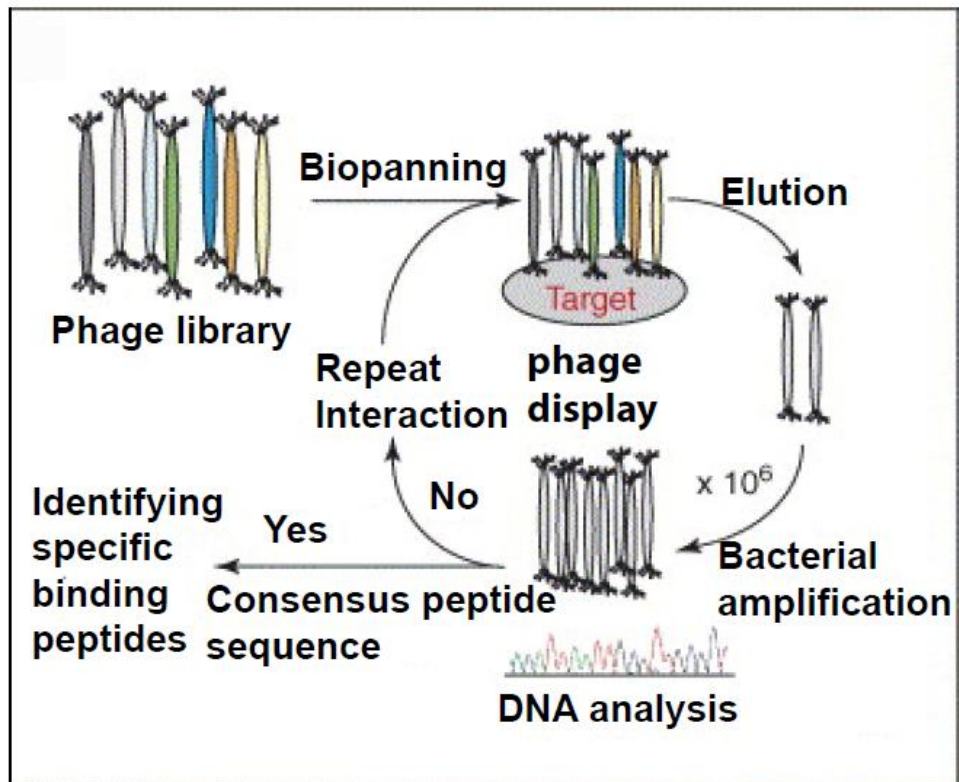 Biopanning
Elution
Phage library
Target
phage
display
Repeat
Interaction
x 10⁶
Bacterial
amplification
No
Yes
Consensus peptide
sequence
Identifying
specific
binding
peptides
DNA analysis